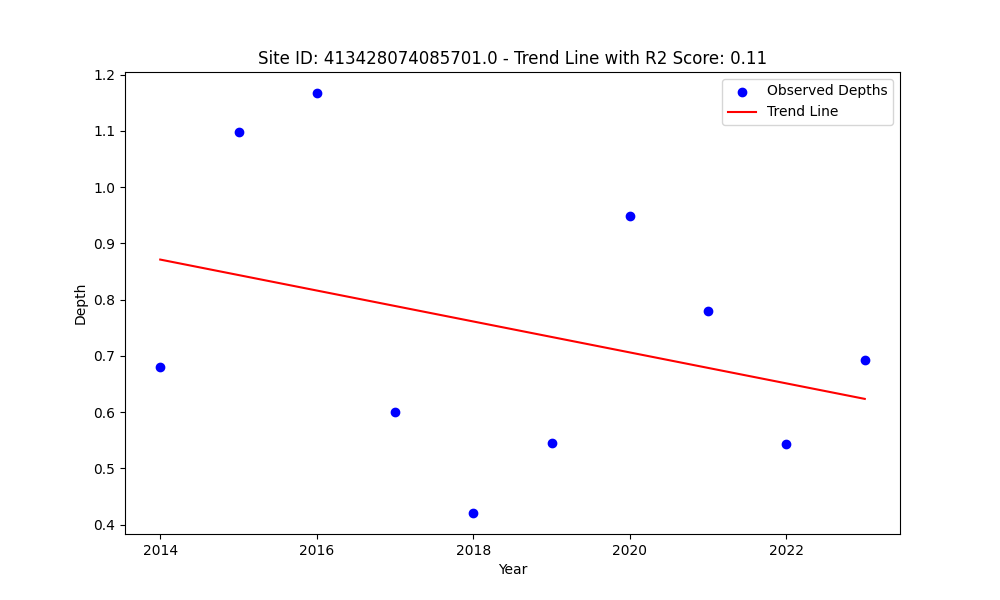 Site ID: 413428074085701.0 - Trend Line with R2 Score: 0.11
Observed Depths
Trend Line
1.2
1.1
1.0
0.9
0.8
0.7
0.6
0.5
0.4
Depth
2014 2016 2018 2020 2022
Year